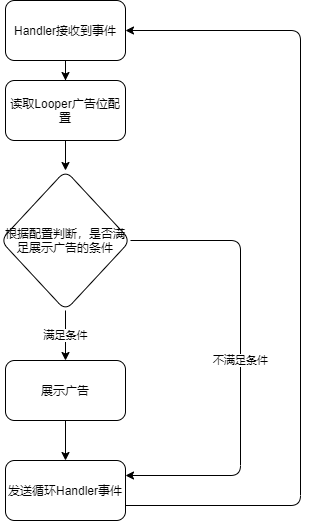 Handler接收到事件
读取Looper广告位配
置
根据配置判断，是否满
足展示广告的条件
满足条件
不满足条件
展示广告
发送循环Handler事件